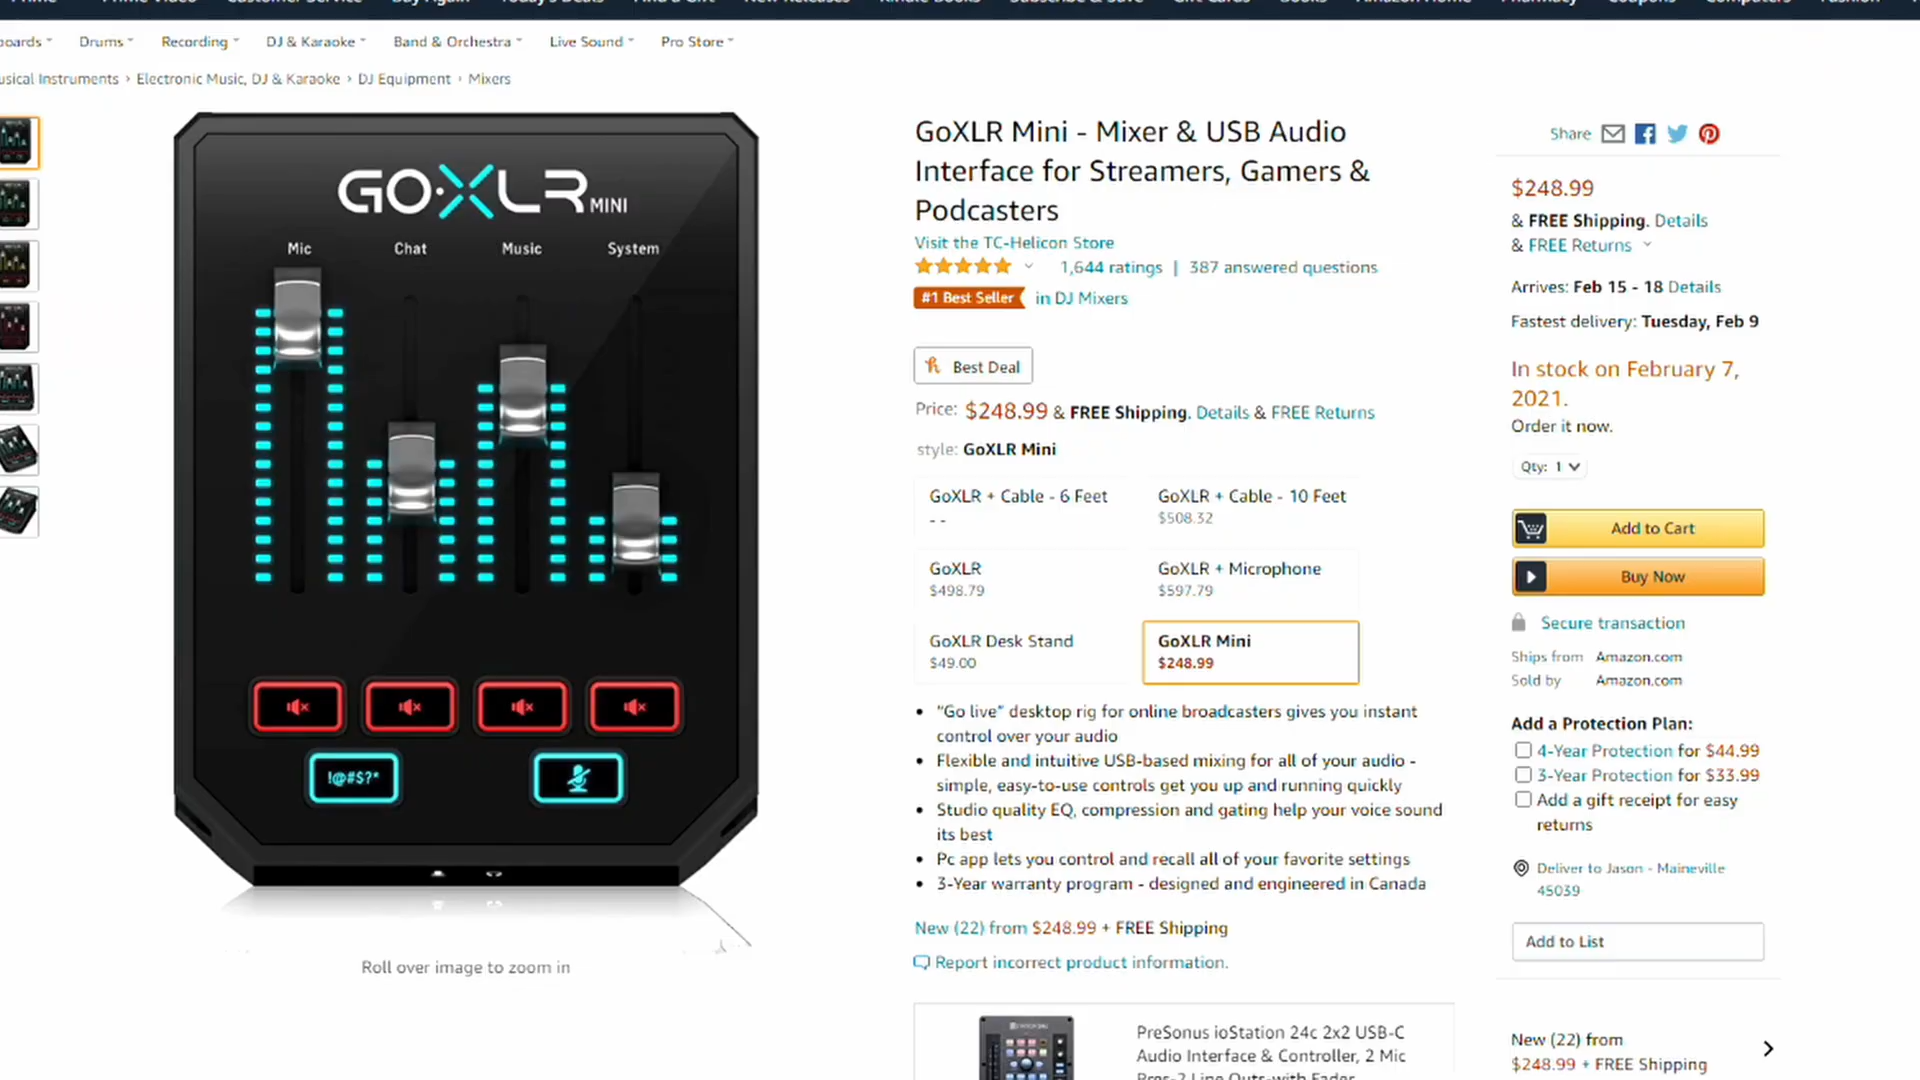 Drums
Recording
DJ & Karaoke
Band & Orchestra
Live Sound
Pro Store
Instruments › Electronic Music, DJ & Karaoke › DJ Equipment › Mixers
GO·XLR MINI
Mic
Chat
Music
System
!@#$?*
Roll over image to zoom in
GoXLR Mini - Mixer & USB Audio
Interface for Streamers, Gamers &
Podcasters
Visit the TC-Helicon Store
1,644 ratings | 387 answered questions
#1 Best Seller in DJ Mixers
Best Deal
Price: $248.99 & FREE Shipping. Details & FREE Returns
style: GoXLR Mini
GoXLR + Cable - 6 Feet
- -
GoXLR + Cable - 10 Feet
$508.32
GoXLR
$498.79
GoXLR + Microphone
$597.79
GoXLR Desk Stand
$49.00
GoXLR Mini
$248.99
• “Go live” desktop rig for online broadcasters gives you instant
control over your audio
• Flexible and intuitive USB-based mixing for all of your audio -
simple, easy-to-use controls get you up and running quickly
• Studio quality EQ, compression and gating help your voice sound
its best
• Pc app lets you control and recall all of your favorite settings
• 3-Year warranty program - designed and engineered in Canada
New (22) from $248.99 + FREE Shipping
Report incorrect product information.
PreSonus ioStation 24c 2x2 USB-C
Audio Interface & Controller, 2 Mic
Pres-2 Line Outs-with Fader
Share
$248.99
& FREE Shipping. Details
& FREE Returns
Arrives: Feb 15 - 18 Details
Fastest delivery: Tuesday, Feb 9
In stock on February 7,
2021.
Order it now.
Qty: 1
Add to Cart
Buy Now
Secure transaction
Ships from Amazon.com
Sold by Amazon.com
Add a Protection Plan:
4-Year Protection for $44.99
3-Year Protection for $33.99
Add a gift receipt for easy
returns
Deliver to Jason - Maineville
45039
Add to List
New (22) from
$248.99 + FREE Shipping